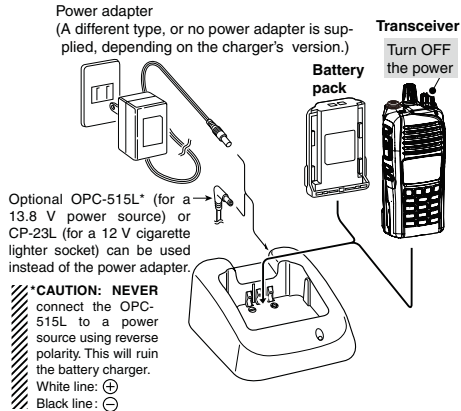 Power adapter
(A different type, or no power adapter is sup-
plied, depending on the charger's version.)
Transceiver
Turn OFF
the power
Battery
pack
Optional OPC-515L* (for a
13.8 V power source) or
CP-23L (for a 12 V cigarette
lighter socket) can be used
instead of the power adapter.
*CAUTION: NEVER
connect the OPC-
515L to a power
source using reverse
polarity. This will ruin
the battery charger.
White line: ⊕
Black line: ⊖